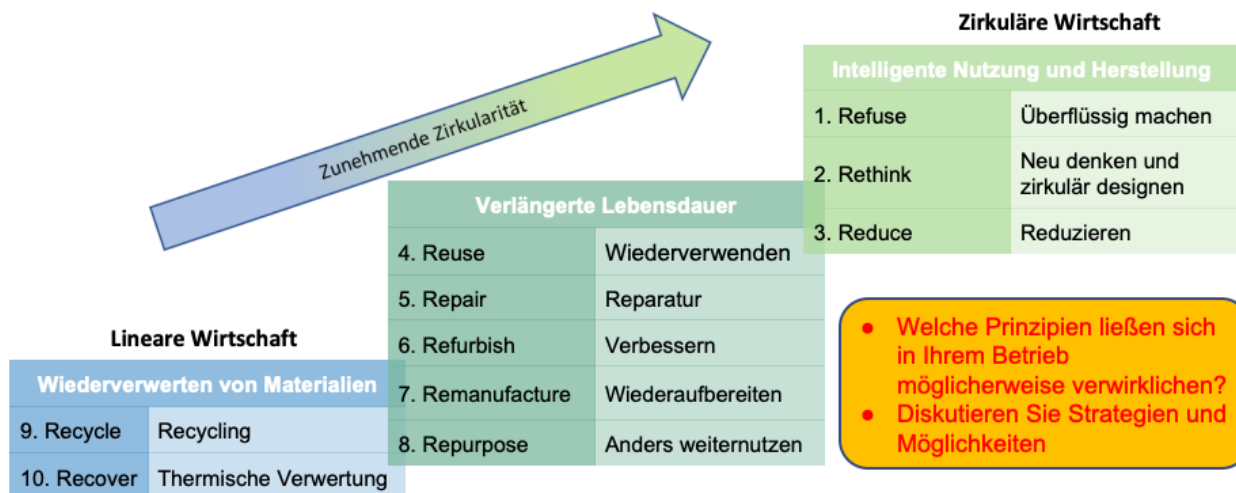 Zirkuläre Wirtschaft
Intelligente Nutzung und Herstellung
1. Refuse Überflüssig machen
2. Rethink Neu denken und
zirkulär designen
3. Reduce Reduzieren
Zunehmende Zirkularität
Verlängerte Lebensdauer
4. Reuse Wiederverwenden
5. Repair Reparatur
6. Refurbish Verbessern
7. Remanufacture Wiederaufbereiten
8. Repurpose Anders weiternutzen
Lineare Wirtschaft
Wiederverwerten von Materialien
9. Recycle Recycling
10. Recover Thermische Verwertung
● Welche Prinzipien ließen sich
in Ihrem Betrieb
möglicherweise verwirklichen?
● Diskutieren Sie Strategien und
Möglichkeiten